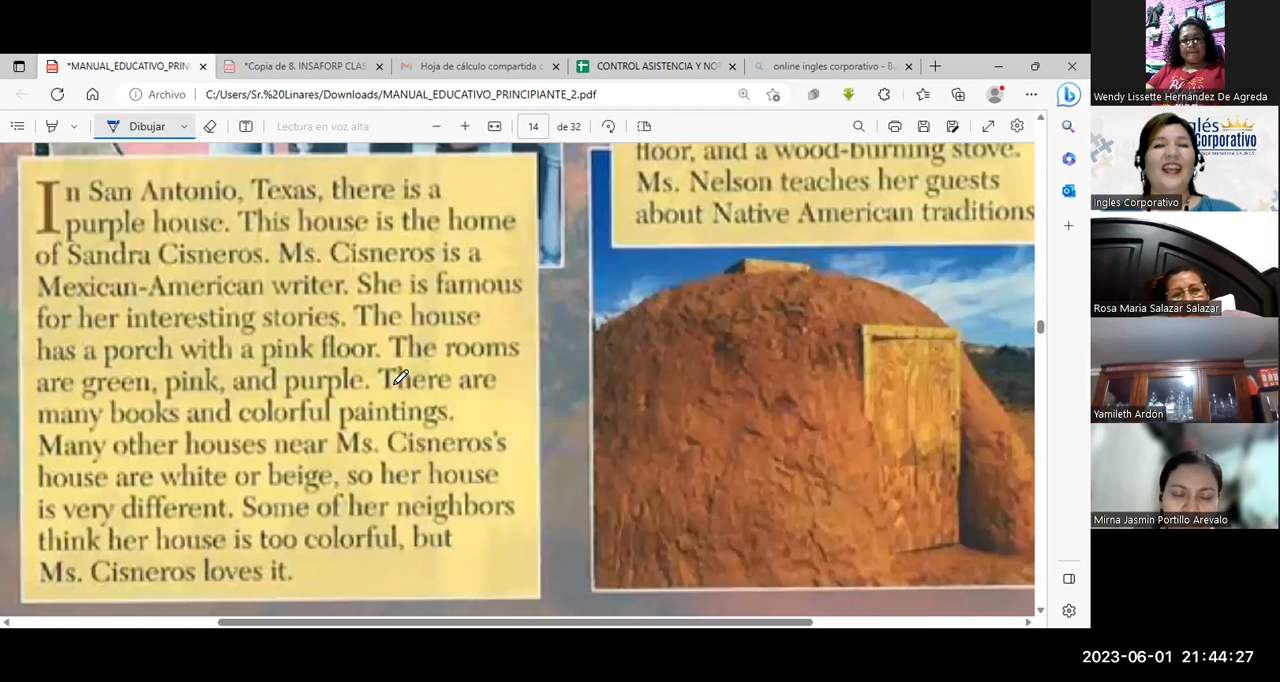 *MANUAL_EDUCATIVO_PRIN
*Copia de 8. INSAFORP CLAS
Hoja de cálculo compartida c
CONTROL ASISTENCIA Y NO
online ingles corporativo - B
Archivo
C:/Users/Sr.%20Linares/Downloads/MANUAL_EDUCATIVO_PRINCIPIANTE_2.pdf
Dibujar
Lectura en voz alta
14
de 32
In San Antonio, Texas, there is a
purple house. This house is the home
of Sandra Cisneros. Ms. Cisneros is a
Mexican-American writer. She is famous
for her interesting stories. The house
has a porch with a pink floor. The rooms
are green, pink, and purple. There are
many books and colorful paintings.
Many other houses near Ms. Cisneros's
house are white or beige, so her house
is very different. Some of her neighbors
think her house is too colorful, but
Ms. Cisneros loves it.
floor, and a wood-burning stove.
Ms. Nelson teaches her guests
about Native American traditions
Wendy Lissette Hernández De Agreda
Inglés
Corporativo
Ingles Corporativo
Rosa Maria Salazar Salazar
Yamileth Ardón
Mirna Jasmin Portillo Arevalo
2023-06-01 21:44:27